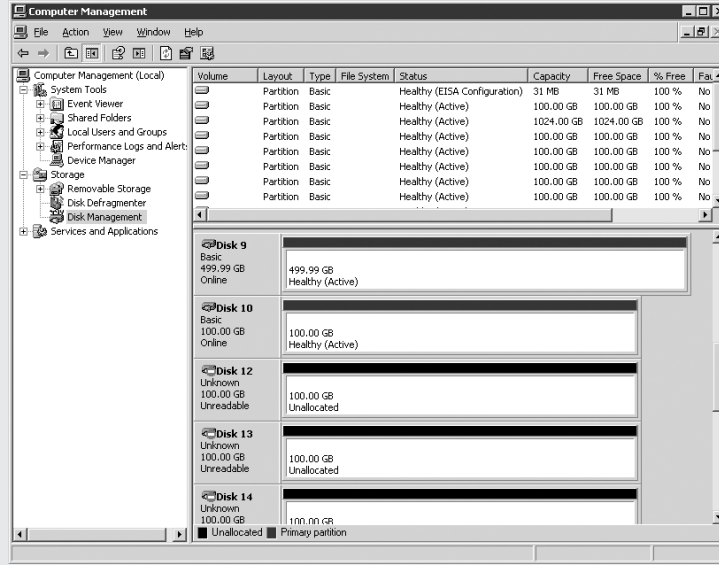 Computer Management
File Action View Window Help
Computer Management (Local)
System Tools
Event Viewer
Shared Folders
Local Users and Groups
Performance Logs and Alert
Device Manager
Storage
Removable Storage
Disk Defragmenter
Disk Management
Services and Applications
Volume Layout Type File System Status Capacity Free Space % Free Fau
Partition Basic Healthy (EISA Configuration) 31 MB 31 MB 100 % No
Partition Basic Healthy (Active) 100.00 GB 100.00 GB 100 % No
Partition Basic Healthy (Active) 1024.00 GB 1024.00 GB 100 % No
Partition Basic Healthy (Active) 100.00 GB 100.00 GB 100 % No
Partition Basic Healthy (Active) 100.00 GB 100.00 GB 100 % No
Partition Basic Healthy (Active) 100.00 GB 100.00 GB 100 % No
Partition Basic Healthy (Active) 100.00 GB 100.00 GB 100 % No
Partition Basic Healthy (Active) 100.00 GB 100.00 GB 100 % No
Disk 9
Basic
499.99 GB
Online
499.99 GB
Healthy (Active)
Disk 10
Basic
100.00 GB
Online
100.00 GB
Healthy (Active)
Disk 12
Unknown
100.00 GB
Unreadable
100.00 GB
Unallocated
Disk 13
Unknown
100.00 GB
Unreadable
100.00 GB
Unallocated
Disk 14
Unknown
100.00 GB
100.00 GB
Unallocated Primary partition